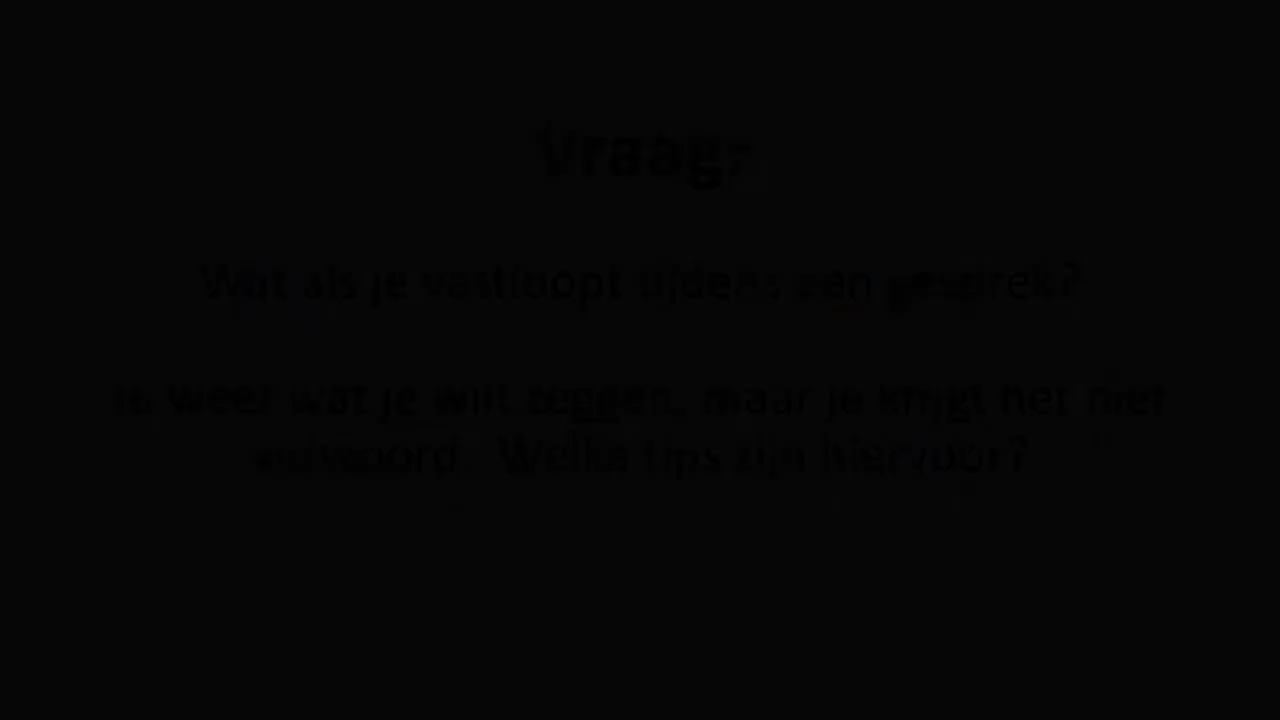 Vraag:
Wat als je vastloopt tijdens een gesprek?
Je weet wat je wilt zeggen, maar je krijgt het niet
verwoord. Welke tips zijn hiervoor?